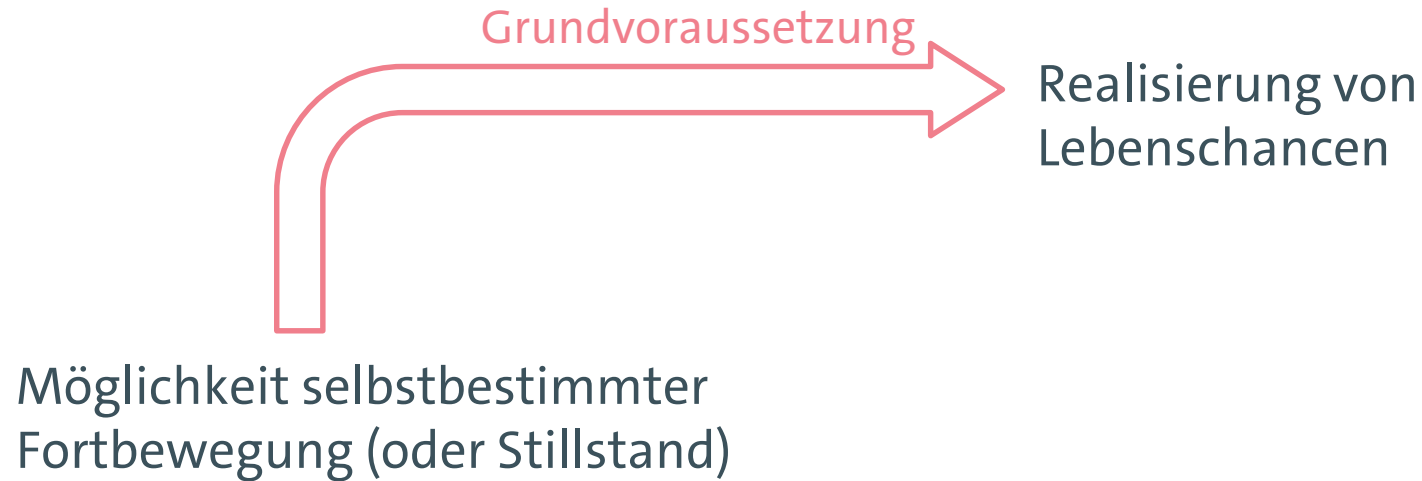 Grundvoraussetzung
Realisierung von
Lebenschancen
Möglichkeit selbstbestimmter
Fortbewegung (oder Stillstand)